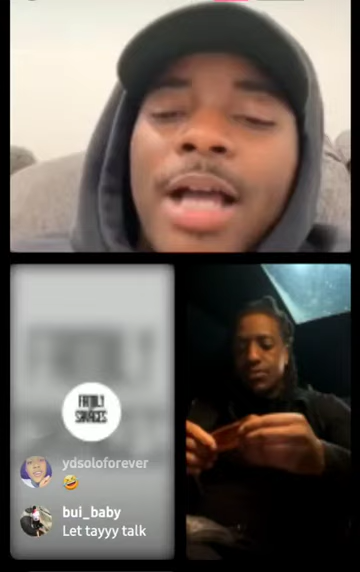 FAMILY
SAVAGES
ydsoloforever
🤣
bui_baby
Let tayyy talk